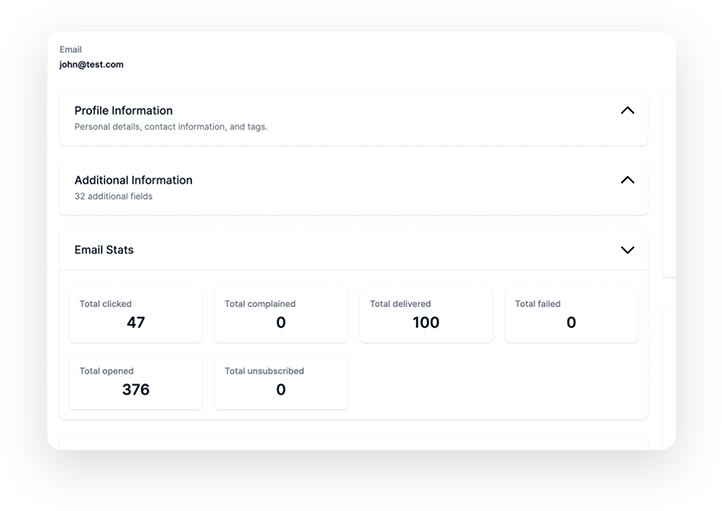 Email
john@test.com
Profile Information
Personal details, contact information, and tags.
Additional Information
32 additional fields
Email Stats
Total clicked
47
Total complained
0
Total delivered
100
Total failed
0
Total opened
376
Total unsubscribed
0